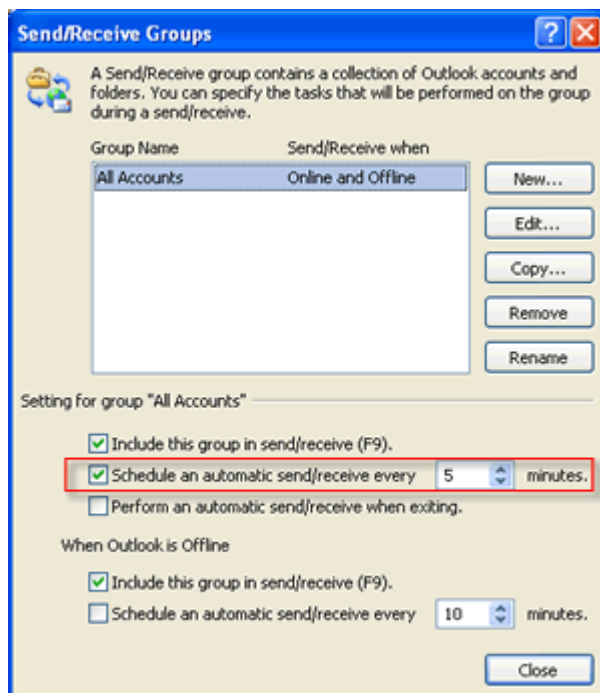 Send/Receive Groups
A Send/Receive group contains a collection of Outlook accounts and
folders. You can specify the tasks that will be performed on the group
during a send/receive.
Group Name Send/Receive when
All Accounts Online and Offline
New...
Edit...
Copy...
Remove
Rename
Setting for group "All Accounts"
Include this group in send/receive (F9).
Schedule an automatic send/receive every 5 minutes.
Perform an automatic send/receive when exiting.
When Outlook is Offline
Include this group in send/receive (F9).
Schedule an automatic send/receive every 10 minutes.
Close